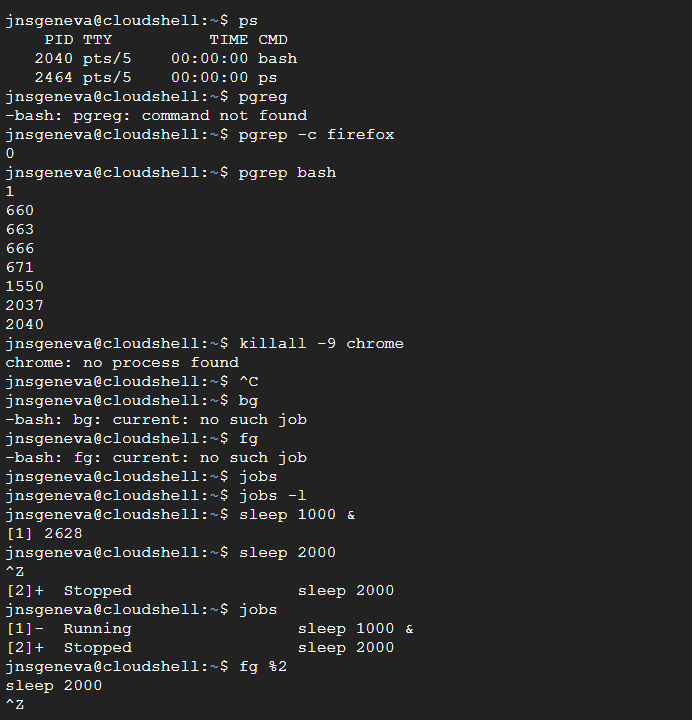 jnsgeneva@cloudshell:~$ ps
    PID TTY          TIME CMD
   2040 pts/5    00:00:00 bash
   2464 pts/5    00:00:00 ps
jnsgeneva@cloudshell:~$ pgreg
-bash: pgreg: command not found
jnsgeneva@cloudshell:~$ pgrep -c firefox
0
jnsgeneva@cloudshell:~$ pgrep bash
1
660
663
666
671
1550
2037
2040
jnsgeneva@cloudshell:~$ killall -9 chrome
chrome: no process found
jnsgeneva@cloudshell:~$ ^C
jnsgeneva@cloudshell:~$ bg
-bash: bg: current: no such job
jnsgeneva@cloudshell:~$ fg
-bash: fg: current: no such job
jnsgeneva@cloudshell:~$ jobs
jnsgeneva@cloudshell:~$ jobs -l
jnsgeneva@cloudshell:~$ sleep 1000 &
[1] 2628
jnsgeneva@cloudshell:~$ sleep 2000
^Z
[2]+  Stopped                 sleep 2000
jnsgeneva@cloudshell:~$ jobs
[1]-  Running                 sleep 1000 &
[2]+  Stopped                 sleep 2000
jnsgeneva@cloudshell:~$ fg %2
sleep 2000
^Z